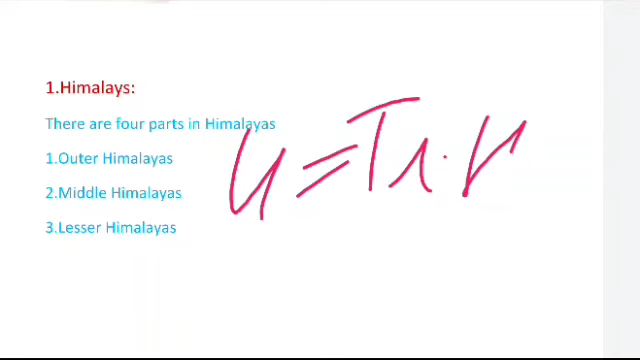 1.Himalays:
There are four parts in Himalayas
1.Outer Himalayas
2.Middle Himalayas
3.Lesser Himalayas